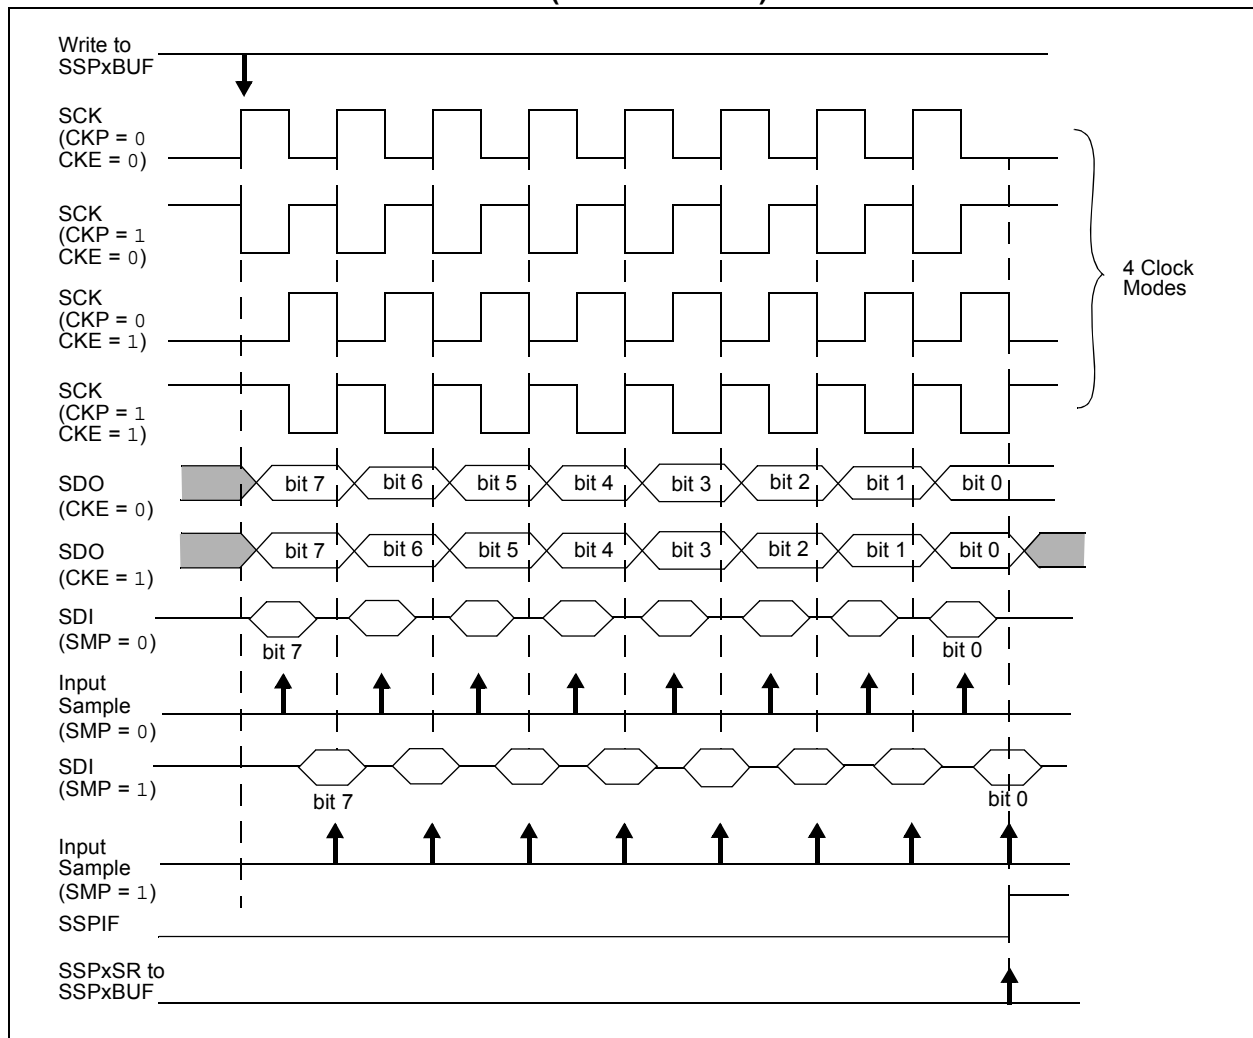 Write to
SSPxBUF
SCK
(CKP = 0
CKE = 0)
SCK
(CKP = 1
CKE = 0)
SCK
(CKP = 0
CKE = 1)
SCK
(CKP = 1
CKE = 1)
4 Clock
Modes
SDO
(CKE = 0)
bit 7 bit 6 bit 5 bit 4 bit 3 bit 2 bit 1 bit 0
SDO
(CKE = 1)
bit 7 bit 6 bit 5 bit 4 bit 3 bit 2 bit 1 bit 0
SDI
(SMP = 0)
bit 7 bit 0
Input
Sample
(SMP = 0)
SDI
(SMP = 1)
bit 7 bit 0
Input
Sample
(SMP = 1)
SSPIF
SSPxSR to
SSPxBUF